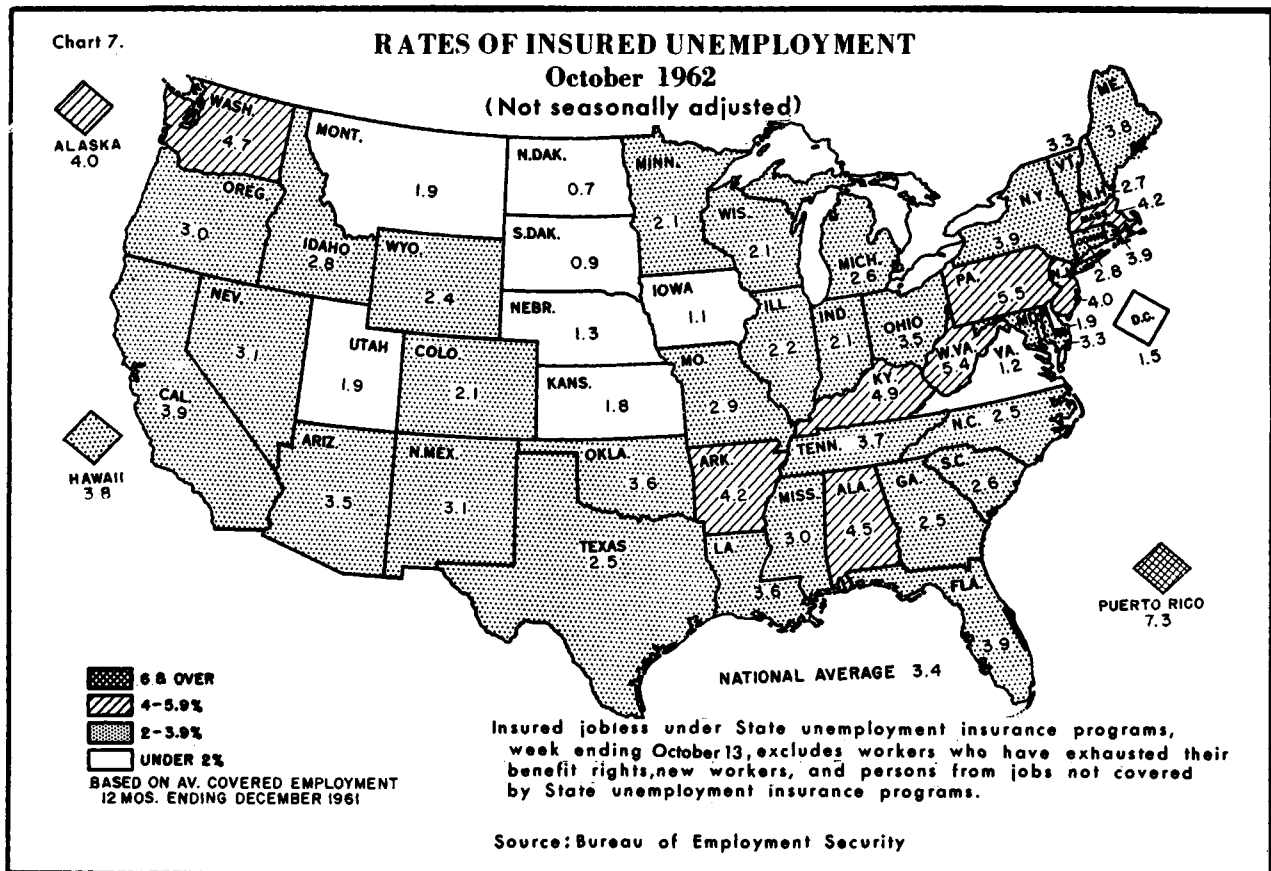 Chart 7.
RATES OF INSURED UNEMPLOYMENT
October 1962
(Not seasonally adjusted)
ALASKA
4.0
WASH.
4.7
OREG.
3.0
IDAHO
2.8
MONT.
1.9
WYO.
2.4
N.DAK.
0.7
S.DAK.
0.9
NEBR.
1.3
KANS.
1.8
MINN.
2.1
IOWA
1.1
WIS.
2.1
MICH.
2.6
ILL.
2.2
IND.
2.1
OHIO
3.5
MO.
2.9
KY.
4.9
W.VA.
5.4
VA.
1.2
PA.
5.5
N.Y.
3.9
3.3
VT.
N.H.
2.7
ME.
3.8
MASS.
4.2
3.9
CONN.
2.8
N.J.
4.0
1.9
MD.
3.3
D.C.
1.5
NEV.
3.1
UTAH
1.9
COLO.
2.1
CAL.
3.9
ARIZ.
3.5
N.MEX.
3.1
OKLA.
3.6
TEXAS
2.5
ARK.
4.2
LA.
3.6
TENN. 3.7
MISS.
3.0
ALA.
4.5
GA.
2.5
N.C. 2.5
S.C.
2.6
FLA.
3.9
HAWAII
3.8
PUERTO RICO
7.3
NATIONAL AVERAGE 3.4
6 & OVER
4-5.9%
2-3.9%
UNDER 2%
BASED ON AV. COVERED EMPLOYMENT
12 MOS. ENDING DECEMBER 1961
Insured jobless under State unemployment insurance programs,
week ending October 13, excludes workers who have exhausted their
benefit rights, new workers, and persons from jobs not covered
by State unemployment insurance programs.
Source: Bureau of Employment Security